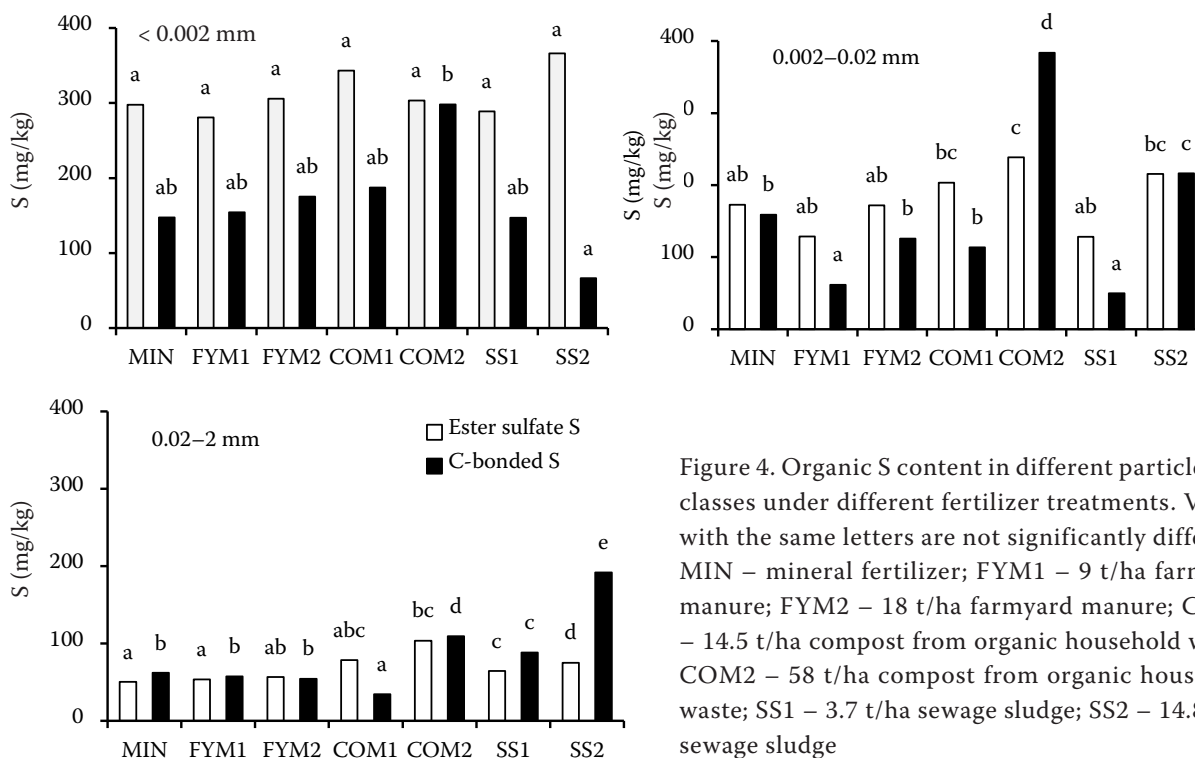 400
< 0.002 mm
a
a
a
a
a
b
a
a
300
S (mg/kg)
200
ab
ab
ab
ab
ab
a
100
0
MIN FYM1 FYM2 COM1 COM2 SS1 SS2
400
0.002–0.02 mm
d
0
S (mg/kg)
S (mg/kg)
0
ab b
ab
a
ab
b
bc
b
c
ab
a
bc c
100
0
MIN FYM1 FYM2 COM1 COM2 SS1 SS2
400
0.02–2 mm
Ester sulfate S
C-bonded S
300
S (mg/kg)
200
e
100
a b
a b
ab b
abc
a
bc d
c c
d
0
MIN FYM1 FYM2 COM1 COM2 SS1 SS2
Figure 4. Organic S content in different particle
classes under different fertilizer treatments. V
with the same letters are not significantly diffe
MIN – mineral fertilizer; FYM1 – 9 t/ha farm
manure; FYM2 – 18 t/ha farmyard manure; C
– 14.5 t/ha compost from organic household w
COM2 – 58 t/ha compost from organic hous
waste; SS1 – 3.7 t/ha sewage sludge; SS2 – 14.8
sewage sludge